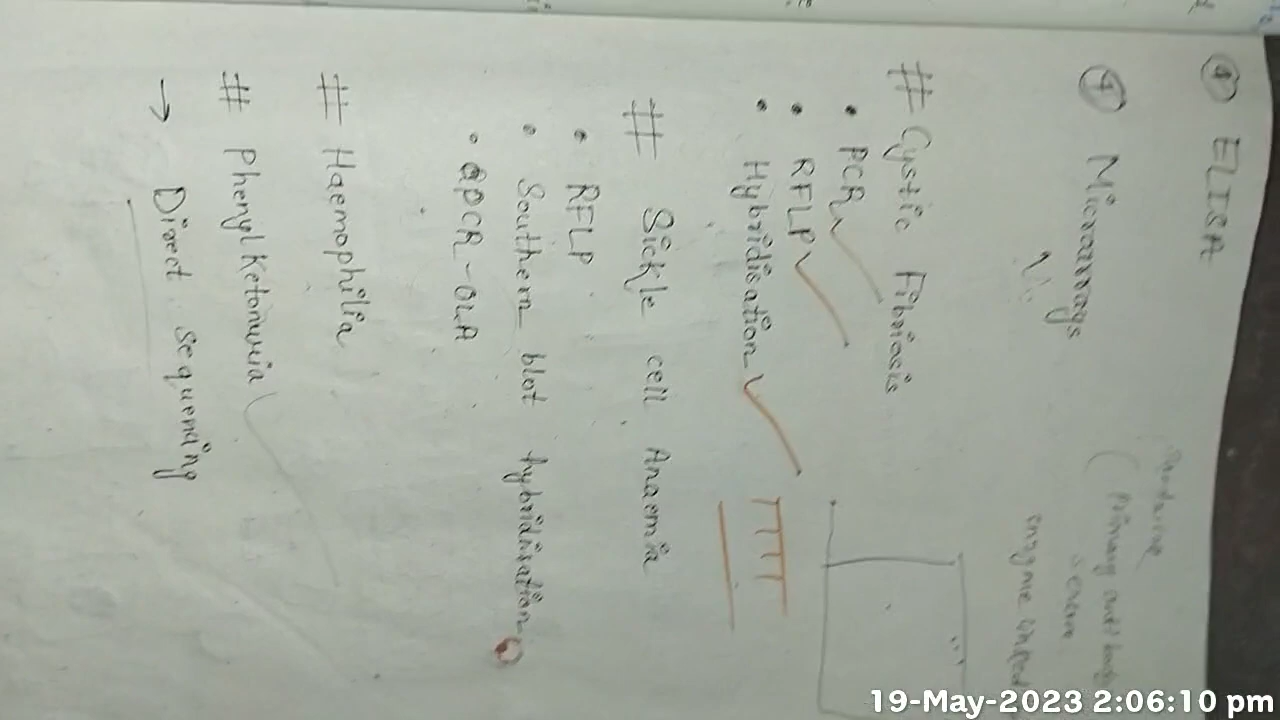 ④ ELISA
④ Microarrays
# Cystic Fibriosis
• PCR
• RFLP
• Hybridisation
# Sickle cell Anaemia
• RFLP
• Southern blot hybridisation
• PCR-OLA
# Haemophilia
# Phenyl Ketonuria
→ Direct sequencing
enzyme linked
19-May-2023 2:06:10 pm